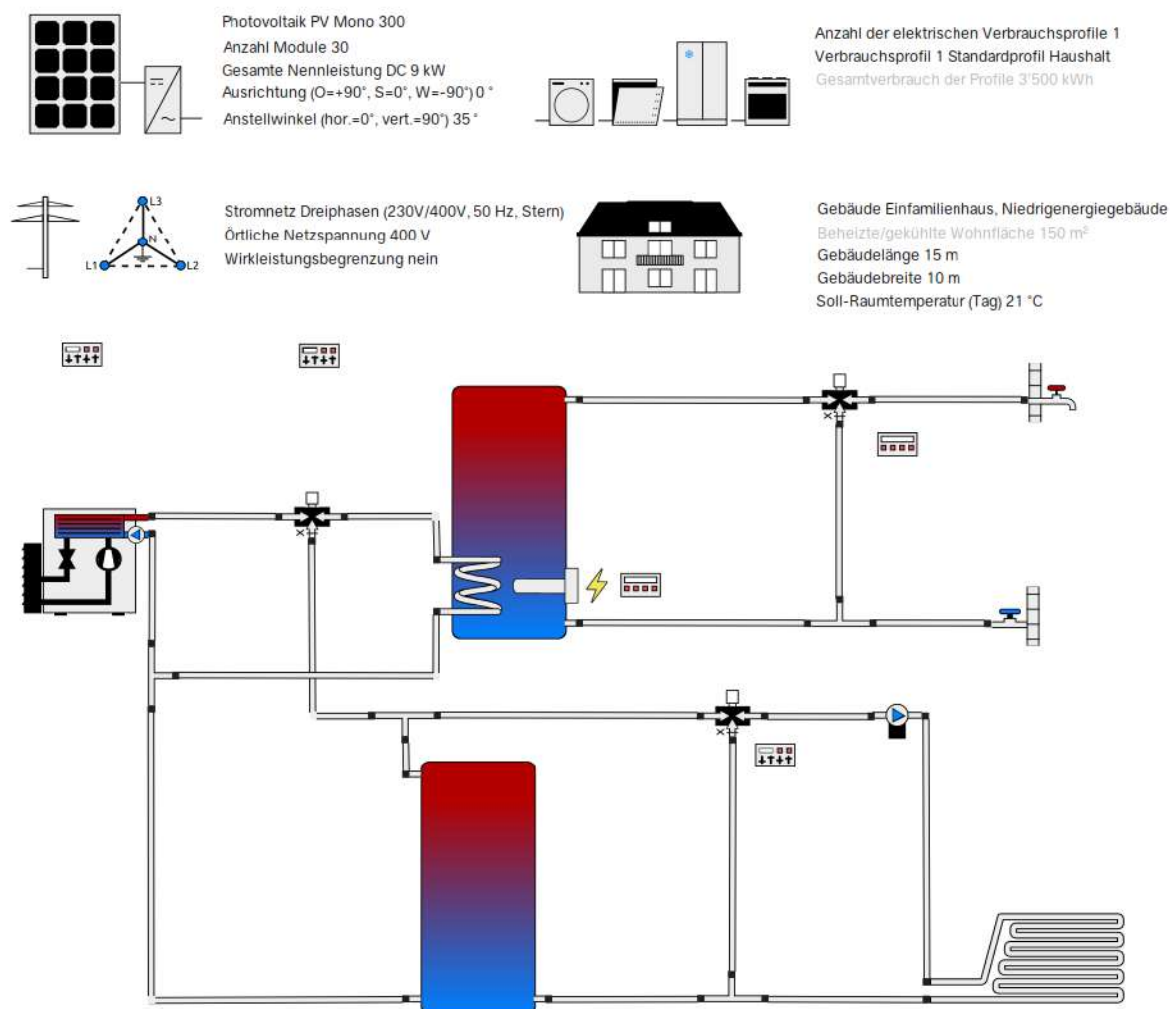 Photovoltaik PV Mono 300
Anzahl Module 30
Gesamte Nennleistung DC 9 kW
Ausrichtung (O=+90°, S=0°, W=-90°) 0 °
Anstellwinkel (hor.=0°, vert.=90°) 35 °
Anzahl der elektrischen Verbrauchsprofile 1
Verbrauchsprofil 1 Standardprofil Haushalt
Gesamtverbrauch der Profile 3'500 kWh
L3
N
L1
L2
Stromnetz Dreiphasen (230V/400V, 50 Hz, Stern)
Örtliche Netzspannung 400 V
Wirkleistungsbegrenzung nein
Gebäude Einfamilienhaus, Niedrigenergiegebäude
Beheizte/gekühlte Wohnfläche 150 m²
Gebäudelänge 15 m
Gebäudebreite 10 m
Soll-Raumtemperatur (Tag) 21 °C
X
X
X